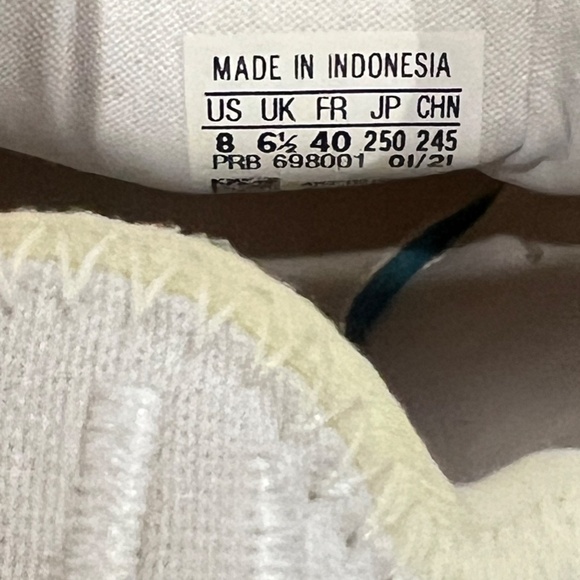 MADE IN INDONESIA
US UK FR JP CHN
8 6½ 40 250 245
PRB 698001 01/21